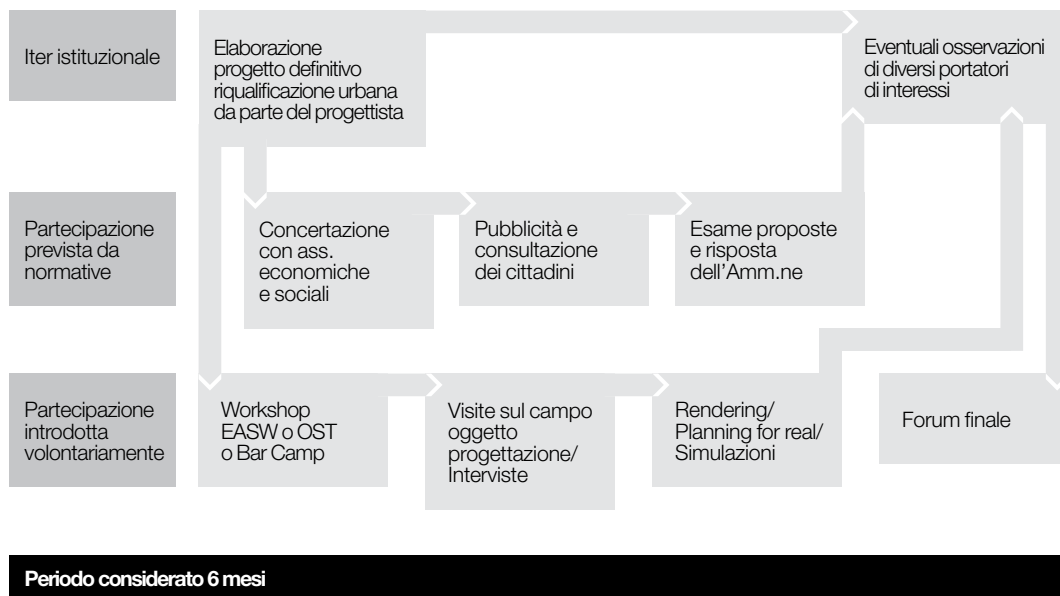 Iter istituzionale
Elaborazione
progetto definitivo
riqualificazione urbana
da parte del progettista
Eventuali osservazioni
di diversi portatori
di interessi
Partecipazione
prevista da
normative
Concertazione
con ass.
economiche
e sociali
Pubblicità e
consultazione
dei cittadini
Esame proposte
e risposta
dell'Amm.ne
Partecipazione
introdotta
volontariamente
Workshop
EASW o OST
o Bar Camp
Visite sul campo
oggetto
progettazione/
Interviste
Rendering/
Planning for real/
Simulazioni
Forum finale
Periodo considerato 6 mesi